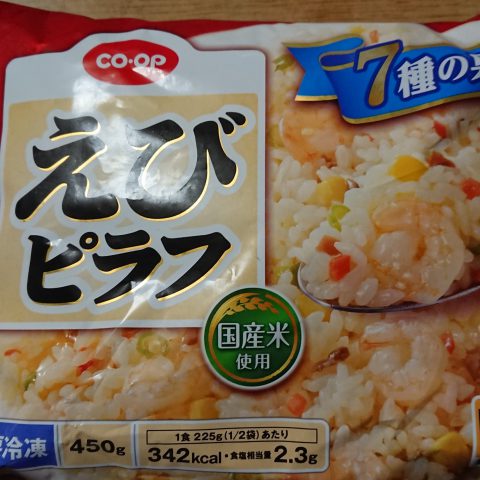 CO・OP
7種の
えび
ピラフ
国産米
使用
要冷凍
450g
1食 225g(1/2袋)あたり
342kcal・食塩相当量2.3g